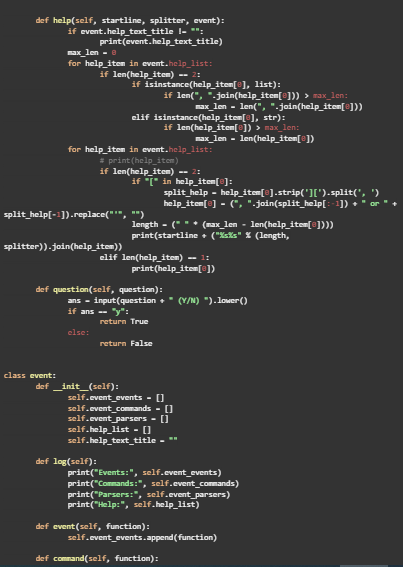 def help(self, startline, splitter, event):
if event.help_text_title != "":
print(event.help_text_title)
max_len = 0
for help_item in event.help_list:
if len(help_item) == 2:
if isinstance(help_item[0], list):
if len(", ".join(help_item[0])) > max_len:
max_len = len(", ".join(help_item[0]))
elif isinstance(help_item[0], str):
if len(help_item[0]) > max_len:
max_len = len(help_item[0])
for help_item in event.help_list:
# print(help_item)
if len(help_item) == 2:
if "[" in help_item[0]:
split_help = help_item[0].strip('][').split(', ')
help_item[0] = (", ".join(split_help[:-1]) + " or " +
split_help[-1]).replace("'", "")
length = (" " * (max_len - len(help_item[0])))
print(startline + ("%s%s" % (length,
splitter)).join(help_item))
elif len(help_item) == 1:
print(help_item[0])
def question(self, question):
ans = input(question + " (Y/N) ").lower()
if ans == "y":
return True
else:
return False
class event:
def __init__(self):
self.event_events = []
self.event_commands = []
self.event_parsers = []
self.help_list = []
self.help_text_title = ""
def log(self):
print("Events:", self.event_events)
print("Commands:", self.event_commands)
print("Parsers:", self.event_parsers)
print("Help:", self.help_list)
def event(self, function):
self.event_events.append(function)
def command(self, function):